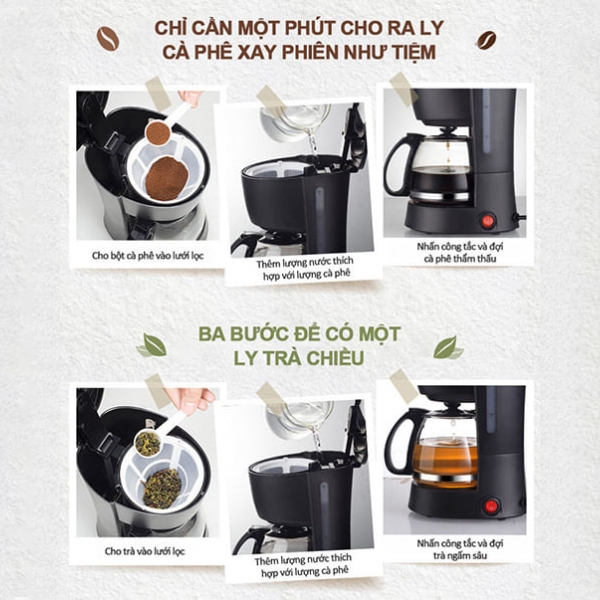 CHỈ CẦN MỘT PHÚT CHO RA LY
CÀ PHÊ XAY PHIÊN NHƯ TIỆM
Cho bột cà phê vào lưới lọc
Thêm lượng nước thích
hợp với lượng cà phê
Nhấn công tắc và đợi
cà phê thẩm thấu
BA BƯỚC ĐỂ CÓ MỘT
LY TRÀ CHIỀU
Cho trà vào lưới lọc
Thêm lượng nước thích
hợp với lượng cà phê
Nhấn công tắc và đợi
trà ngấm sâu